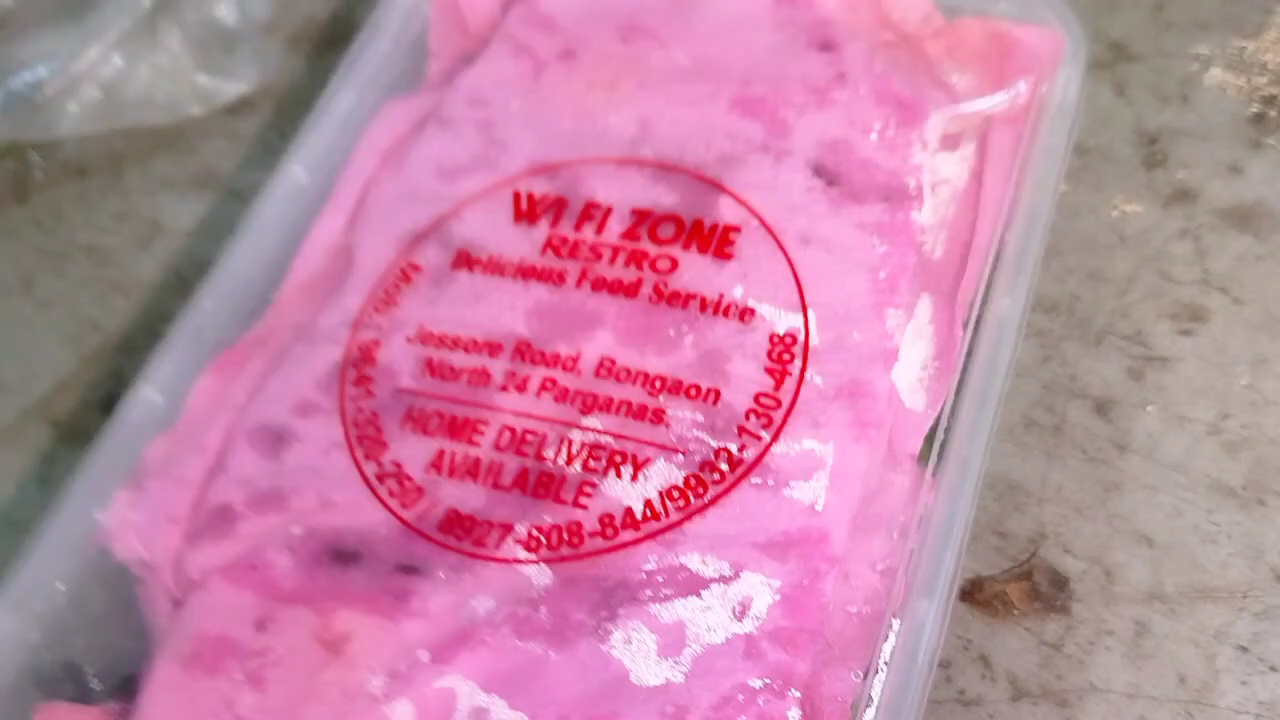 WI FI ZONE
RESTRO
Delicious Food Service
Jessore Road, Bongaon
North 24 Parganas.
HOME DELIVERY
AVAILABLE
8927-608-844/9932-130-468